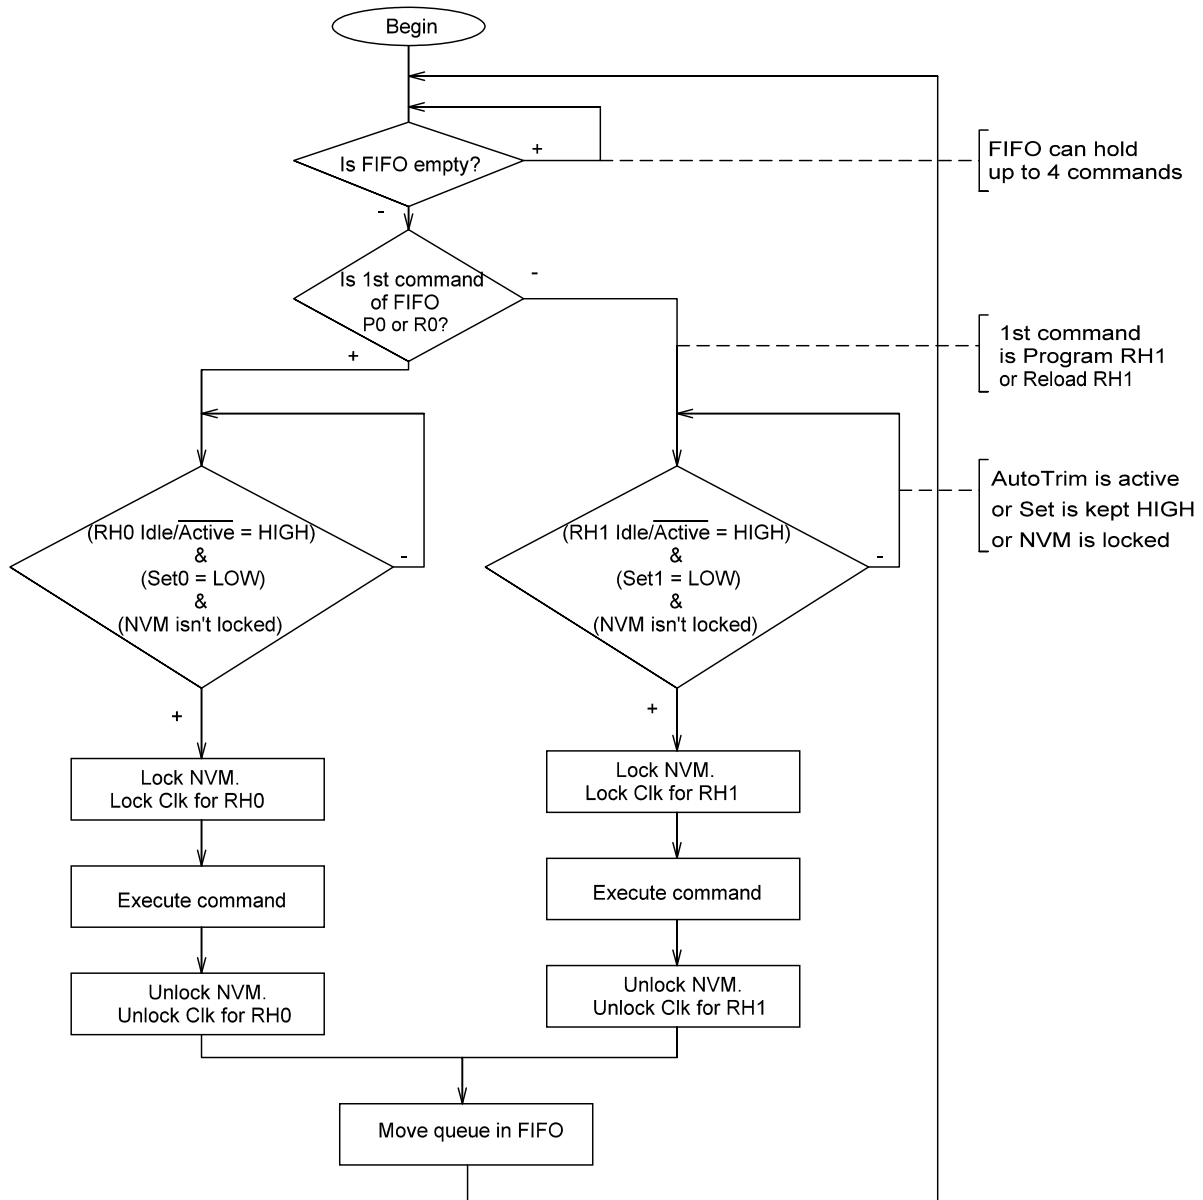 Begin
Is FIFO empty?
+
FIFO can hold
up to 4 commands
-
Is 1st command
of FIFO
P0 or R0?
-
+
1st command
is Program RH1
or Reload RH1
(RH0 Idle/Active = HIGH)
&
(Set0 = LOW)
&
(NVM isn't locked)
-
+
(RH1 Idle/Active = HIGH)
&
(Set1 = LOW)
&
(NVM isn't locked)
-
+
AutoTrim is active
or Set is kept HIGH
or NVM is locked
Lock NVM.
Lock Clk for RH0
Lock NVM.
Lock Clk for RH1
Execute command
Execute command
Unlock NVM.
Unlock Clk for RH0
Unlock NVM.
Unlock Clk for RH1
Move queue in FIFO